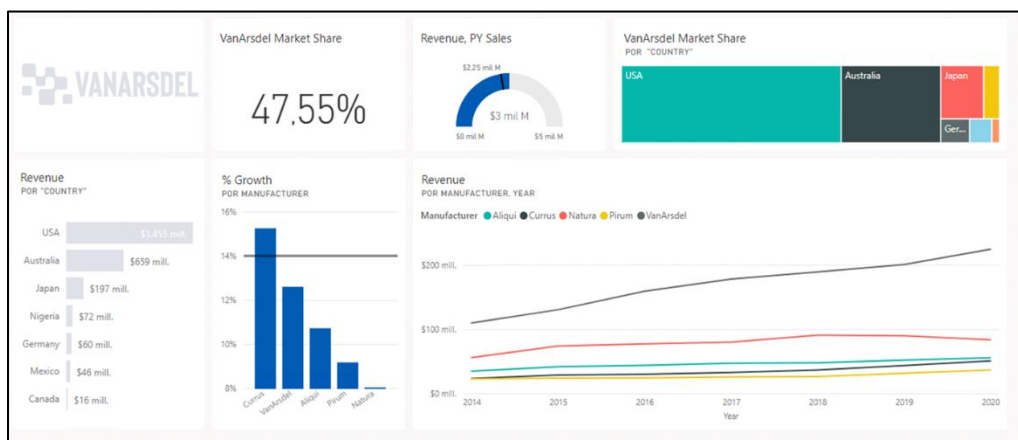 VANARSDEL
VanArsdel Market Share
47,55%
Revenue, PY Sales
$2,25 mil M
$3 mil M
$0 mil M
$5 mil M
VanArsdel Market Share
POR "COUNTRY"
USA
Australia
Japan
Ger...
Revenue
POR "COUNTRY"
USA
$1.455 mill.
Australia
$659 mill.
Japan
$197 mill.
Nigeria
$72 mill.
Germany
$60 mill.
Mexico
$46 mill.
Canada
$16 mill.
% Growth
POR MANUFACTURER
16%
14%
12%
10%
8%
Currus
VanArsdel
Aliqui
Pirum
Natura
Revenue
POR MANUFACTURER, YEAR
Manufacturer Aliqui Currus Natura Pirum VanArsdel
$200 mill.
$100 mill.
$0 mill.
2014 2015 2016 2017 2018 2019 2020
Year